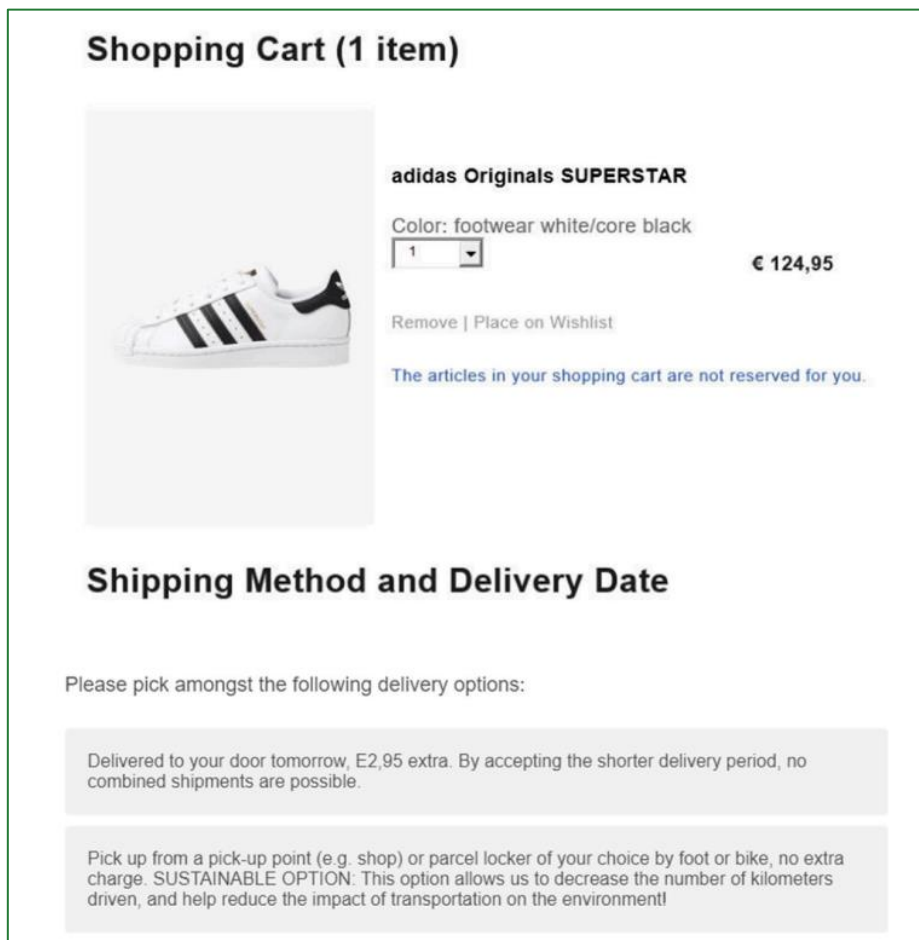 Shopping Cart (1 item)
adidas Originals SUPERSTAR
Color: footwear white/core black
1
€ 124,95
Remove | Place on Wishlist
The articles in your shopping cart are not reserved for you.
Shipping Method and Delivery Date
Please pick amongst the following delivery options:
Delivered to your door tomorrow, E2,95 extra. By accepting the shorter delivery period, no
combined shipments are possible.
Pick up from a pick-up point (e.g. shop) or parcel locker of your choice by foot or bike, no extra
charge. SUSTAINABLE OPTION: This option allows us to decrease the number of kilometers
driven, and help reduce the impact of transportation on the environment!